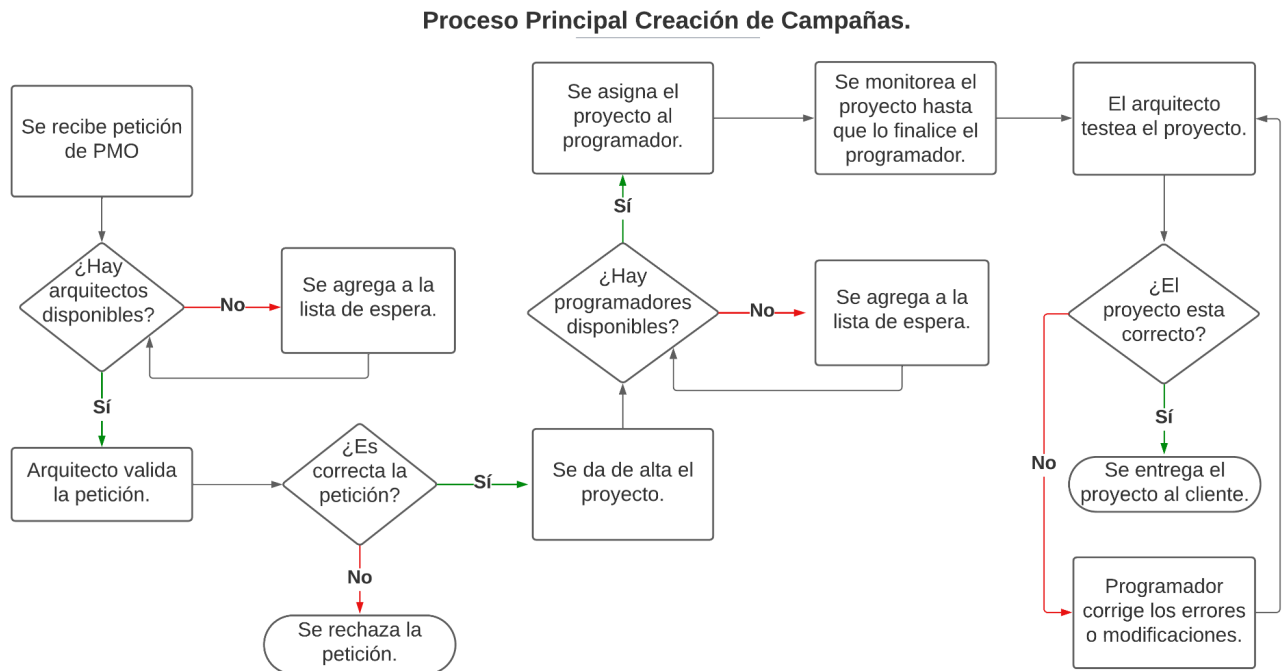 Proceso Principal Creación de Campañas.
Se recibe petición
de PMO
¿Hay
arquitectos
disponibles?
No
Se agrega a la
lista de espera.
Sí
Arquitecto valida
la petición.
¿Es
correcta la
petición?
No
Se rechaza la
petición.
Sí
Se da de alta el
proyecto.
¿Hay
programadores
disponibles?
No
Se agrega a la
lista de espera.
Sí
Se asigna el
proyecto al
programador.
Se monitorea el
proyecto hasta
que lo finalice el
programador.
El arquitecto
testea el proyecto.
¿El
proyecto esta
correcto?
Sí
Se entrega el
proyecto al cliente.
No
Programador
corrige los errores
o modificaciones.